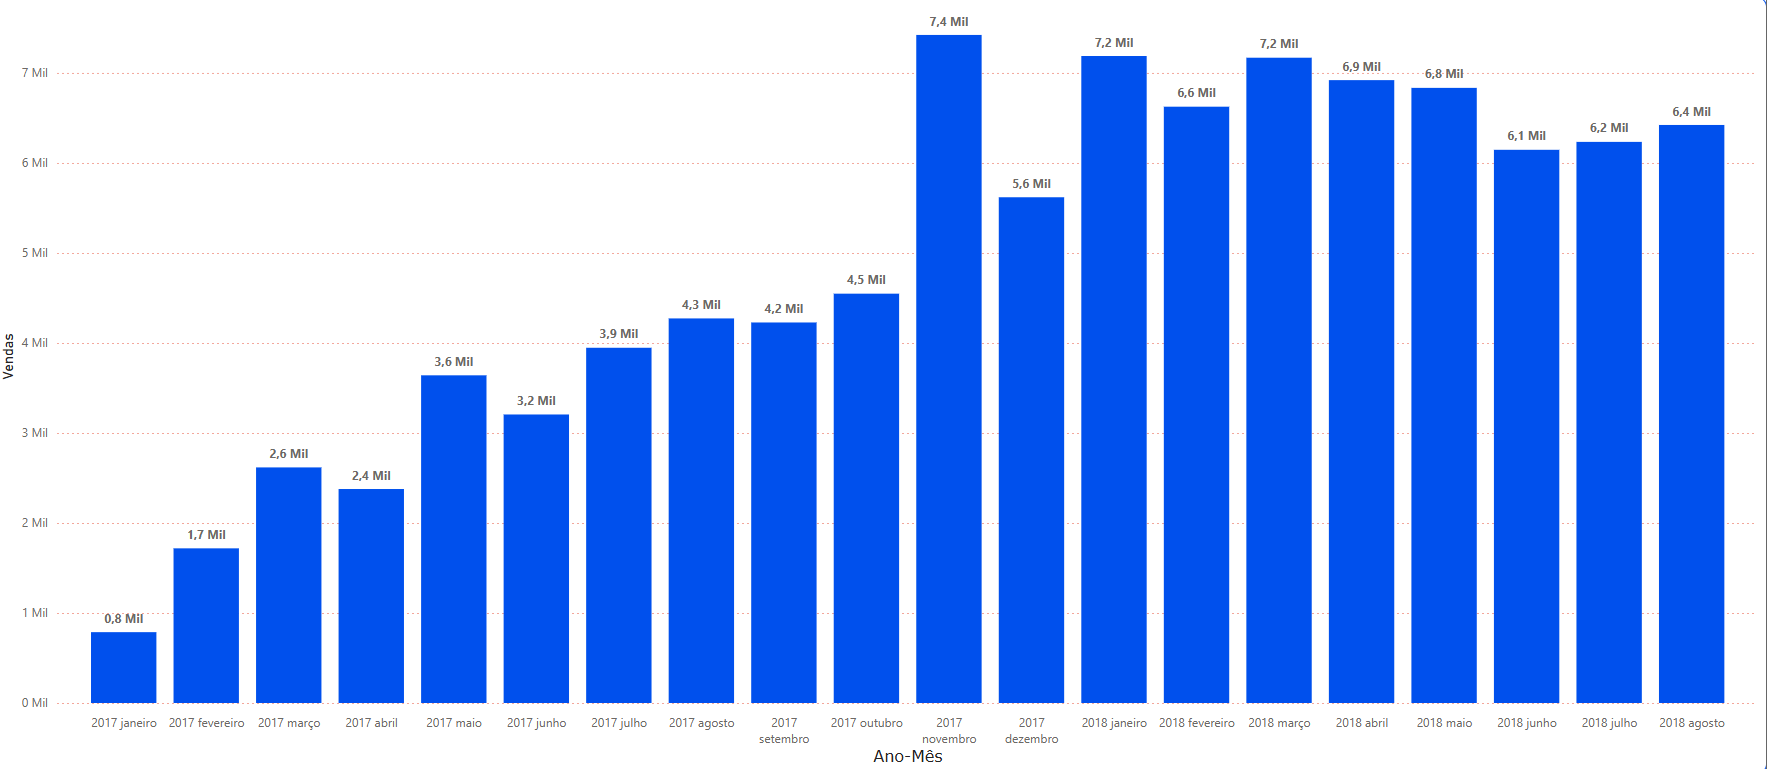 7,4 Mil
7,2 Mil
7,2 Mil
6,9 Mil
6,8 Mil
6,6 Mil
6,4 Mil
6,1 Mil
6,2 Mil
5,6 Mil
4,5 Mil
4,3 Mil
4,2 Mil
3,9 Mil
3,6 Mil
3,2 Mil
2,6 Mil
2,4 Mil
1,7 Mil
0,8 Mil
7 Mil
6 Mil
5 Mil
4 Mil
3 Mil
2 Mil
1 Mil
0 Mil
Vendas
2017 janeiro
2017 fevereiro
2017 março
2017 abril
2017 maio
2017 junho
2017 julho
2017 agosto
2017
setembro
2017 outubro
2017
novembro
2017
dezembro
2018 janeiro
2018 fevereiro
2018 março
2018 abril
2018 maio
2018 junho
2018 julho
2018 agosto
Ano-Mês